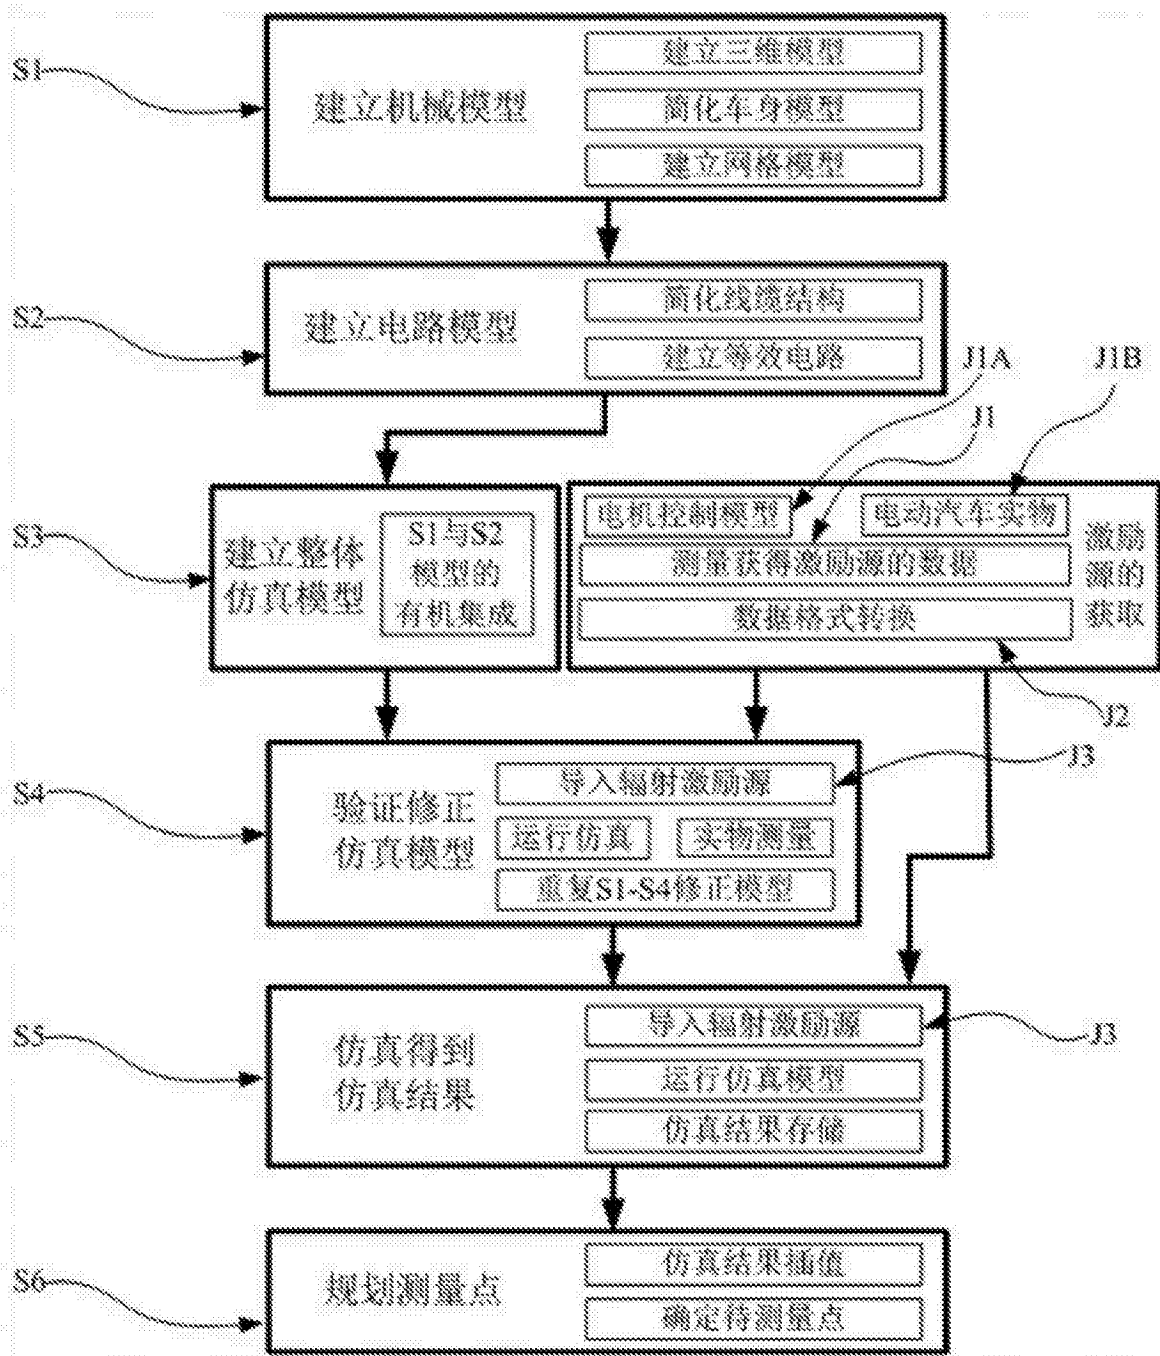 S1
建立机械模型
建立三维模型
简化车身模型
建立网格模型
S2
建立电路模型
简化线缆结构
建立等效电路
J1A
J1B
J1
S3
建立整体
仿真模型
S1与S2
模型的
有机集成
电机控制模型
电动汽车实物
测量获得激励源的数据
数据格式转换
激励
源的
获取
J2
J3
S4
验证修正
仿真模型
导入辐射激励源
运行仿真
实物测量
重复S1-S4修正模型
S5
仿真得到
仿真结果
导入辐射激励源
运行仿真模型
仿真结果存储
J3
S6
规划测量点
仿真结果插值
确定待测量点